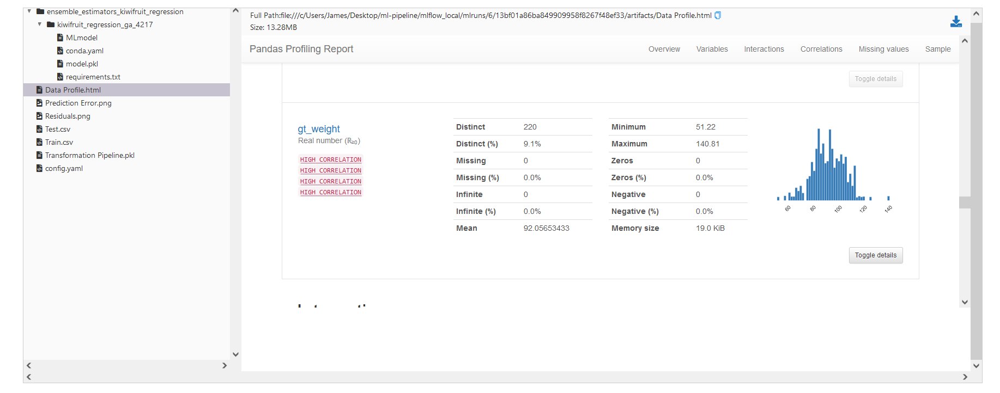 ensemble_estimators_kiwifruit_regression
kiwifruit_regression_ga_4217
MLmodel
conda.yaml
model.pkl
requirements.txt
Data Profile.html
Prediction Error.png
Residuals.png
Test.csv
Train.csv
Transformation Pipeline.pkl
config.yaml
Full Path:file:///c/Users/James/Desktop/ml-pipeline/mlflow_local/mlruns/6/13bf01a86ba849909958f8267f48ef33/artifacts/Data Profile.html
Size: 13.28MB
Pandas Profiling Report
Overview Variables Interactions Correlations Missing values Sample
Toggle details
gt_weight
Real number (ℝ≥0)
HIGH CORRELATION
HIGH CORRELATION
HIGH CORRELATION
HIGH CORRELATION
Distinct 220
Distinct (%) 9.1%
Missing 0
Missing (%) 0.0%
Infinite 0
Infinite (%) 0.0%
Mean 92.05653433
Minimum 51.22
Maximum 140.81
Zeros 0
Zeros (%) 0.0%
Negative 0
Negative (%) 0.0%
Memory size 19.0 KiB
60 80 100 120 140
Toggle details